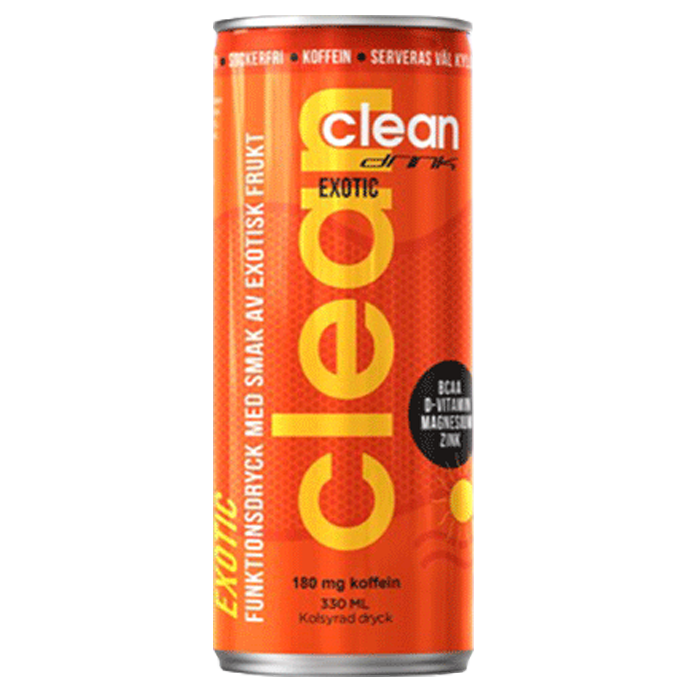 SOCKERFRI • KOFFEIN • SERVERAS VÄL
clean
drink
EXOTIC
clean
EXOTIC
FUNKTIONSDRYCK MED SMAK AV EXOTISK FRUKT
BCAA
D-VITAMIN
MAGNESIUM
ZINK
180 mg koffein
330 ML
Kolsyrad dryck